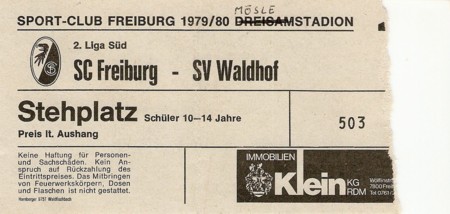 MÖSLE
SPORT-CLUB FREIBURG 1979/80 DREISAMSTADION
2. Liga Süd
SC Freiburg - SV Waldhof
Stehplatz Schüler 10-14 Jahre
Preis lt. Aushang
503
Keine Haftung für Personen-
und Sachschäden. Kein An-
spruch auf Rückzahlung des
Eintrittspreises. Das Mitbringen
von Feuerwerkskörpern, Dosen
und Flaschen ist nicht gestattet.
IMMOBILIEN
Klein KG
RDM
7800 Frei